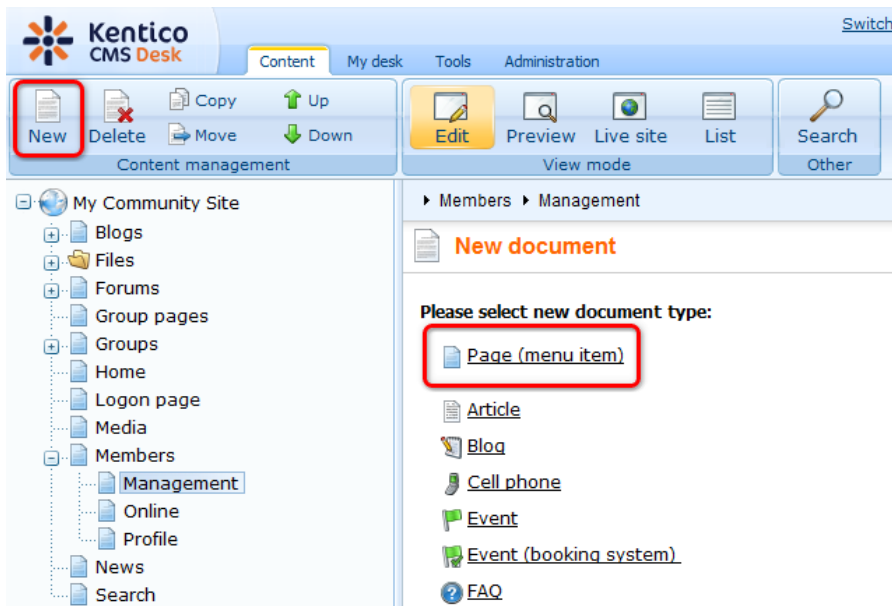 Kentico
CMS Desk
Switch
Content My desk Tools Administration
New Delete Copy Move Up Down
Content management
Edit Preview Live site List
View mode
Search
Other
My Community Site
Blogs
Files
Forums
Group pages
Groups
Home
Logon page
Media
Members
Management
Online
Profile
News
Search
Members Management
New document
Please select new document type:
Page (menu item)
Article
Blog
Cell phone
Event
Event (booking system)
FAQ